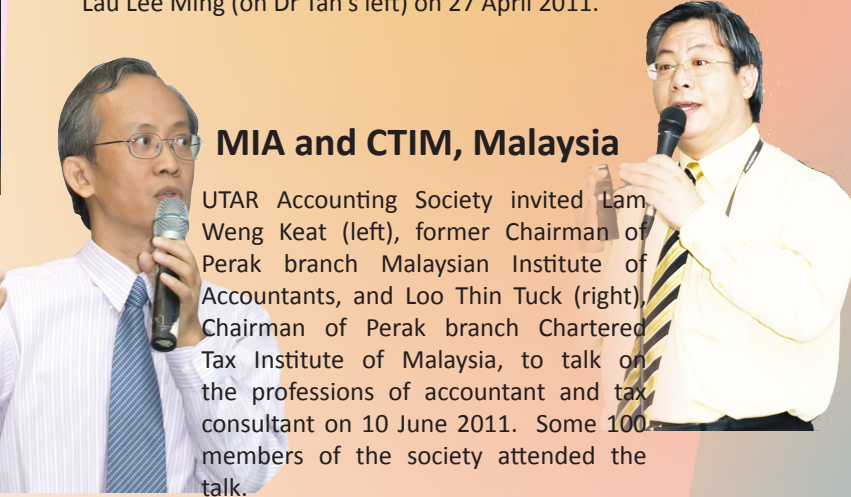 Lau Lee Ming (on Dr Tan's left) on 27 April 2011.
MIA and CTIM, Malaysia
UTAR Accounting Society invited Lam
Weng Keat (left), former Chairman of
Perak branch Malaysian Institute of
Accountants, and Loo Thin Tuck (right),
Chairman of Perak branch Chartered
Tax Institute of Malaysia, to talk on
the professions of accountant and tax
consultant on 10 June 2011. Some 100
members of the society attended the
talk.